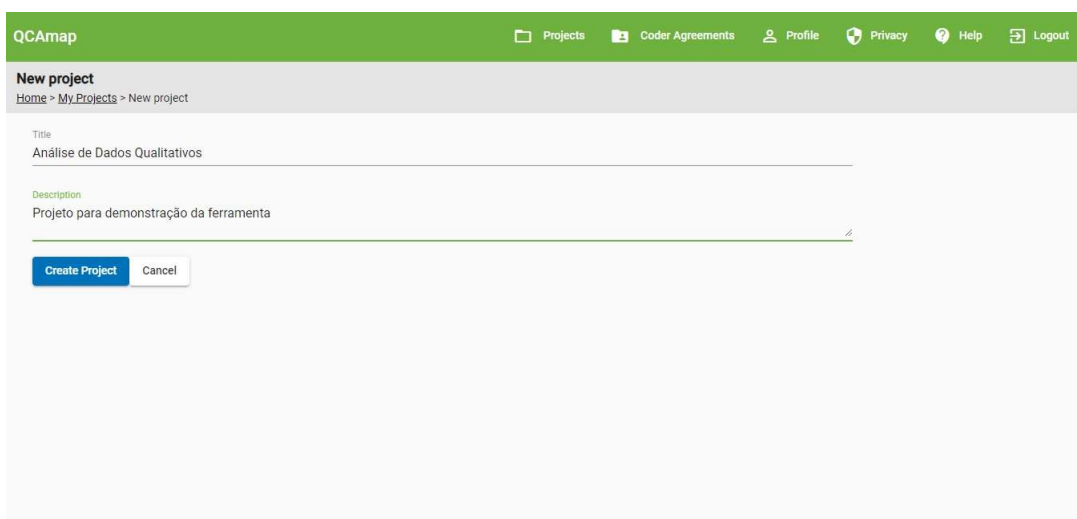 QCAmap Projects Coder Agreements Profile Privacy Help Logout
New project
Home > My Projects > New project
Title
Análise de Dados Qualitativos
Description
Projeto para demonstração da ferramenta
Create Project Cancel